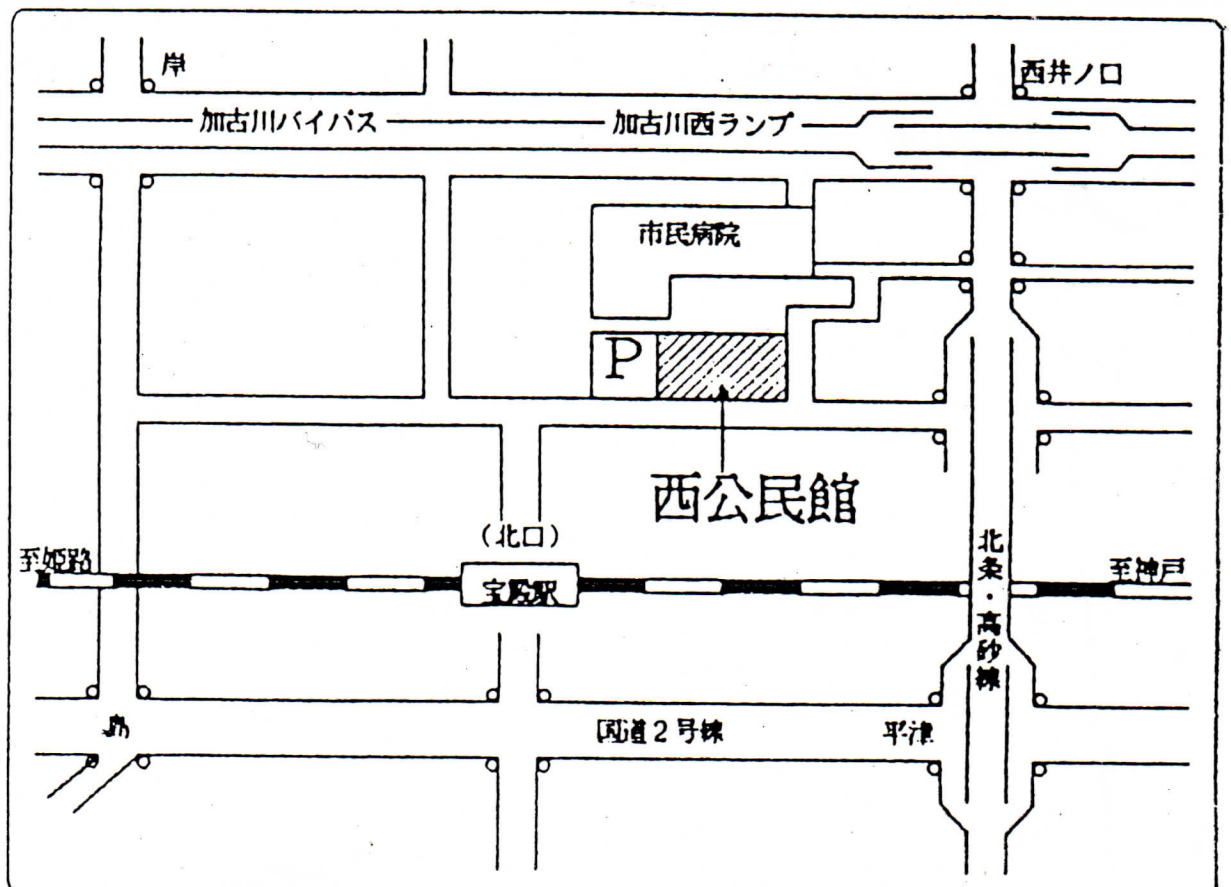 岸
西井ノ口
加古川バイパス
加古川西ランプ
市民病院
P
西公民館
(北口)
至姫路
宝殿駅
至神戸
北条・高砂線
島
国道2号線
平津